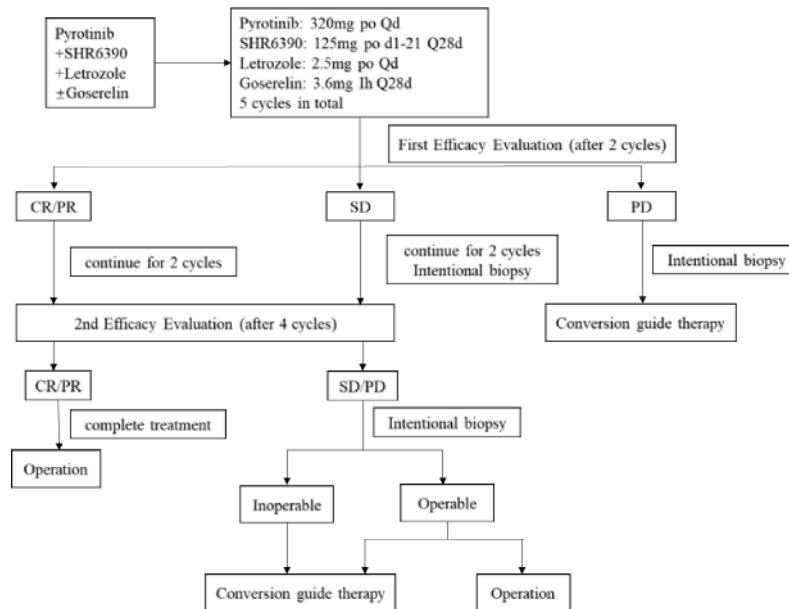 Pyrotinib
+SHR6390
+Letrozole
±Goserelin
Pyrotinib: 320mg po Qd
SHR6390: 125mg po d1-21 Q28d
Letrozole: 2.5mg po Qd
Goserelin: 3.6mg Ih Q28d
5 cycles in total
First Efficacy Evaluation (after 2 cycles)
CR/PR
SD
PD
continue for 2 cycles
continue for 2 cycles
Intentional biopsy
Intentional biopsy
2nd Efficacy Evaluation (after 4 cycles)
Conversion guide therapy
CR/PR
SD/PD
complete treatment
Intentional biopsy
Operation
Inoperable
Operable
Conversion guide therapy
Operation